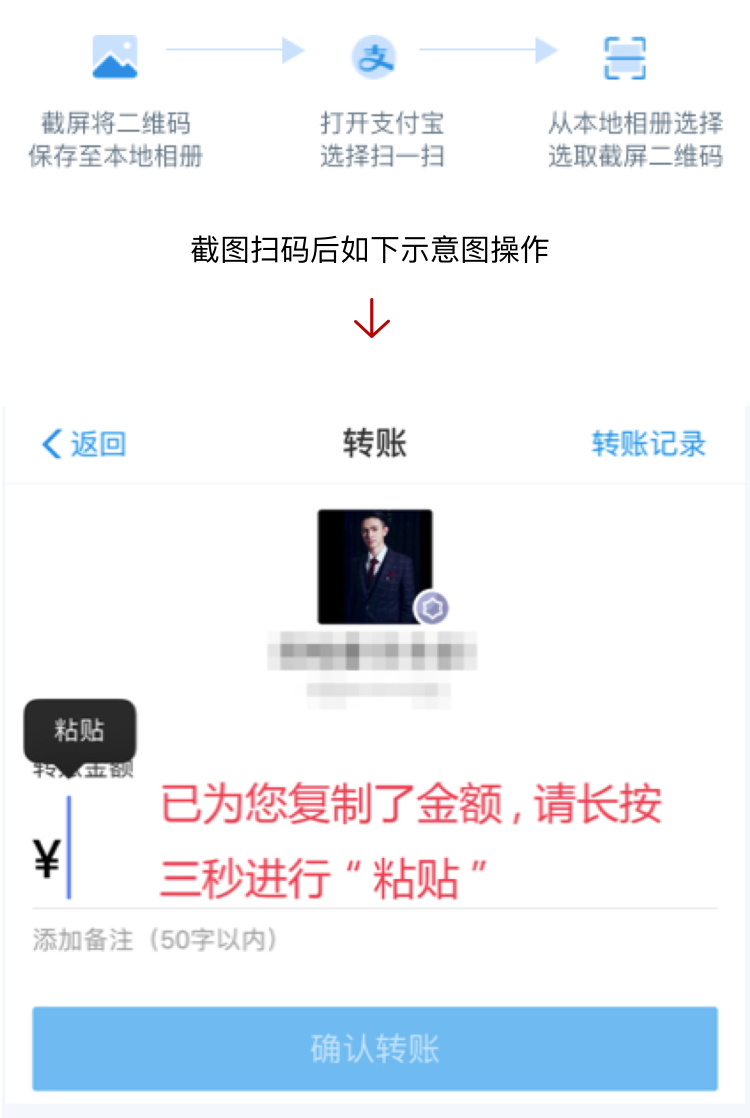 截屏将二维码
保存至本地相册
支
打开支付宝
选择扫一扫
从本地相册选择
选取截屏二维码
截图扫码后如下示意图操作
返回
转账
转账记录
粘贴
转账金额
已为您复制了金额,请长按
三秒进行“粘贴”
¥
添加备注（50字以内）
确认转账